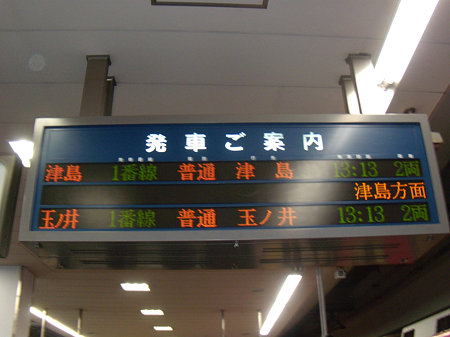 発車ご案内
津島 1番線 普通 津島 13:13 2両
津島方面
玉ノ井 1番線 普通 玉ノ井 13:13 2両